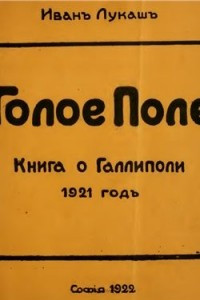 Иванъ Лукашъ
Голое Поле
Книга о Галлиполи
1921 годъ
Софія 1922